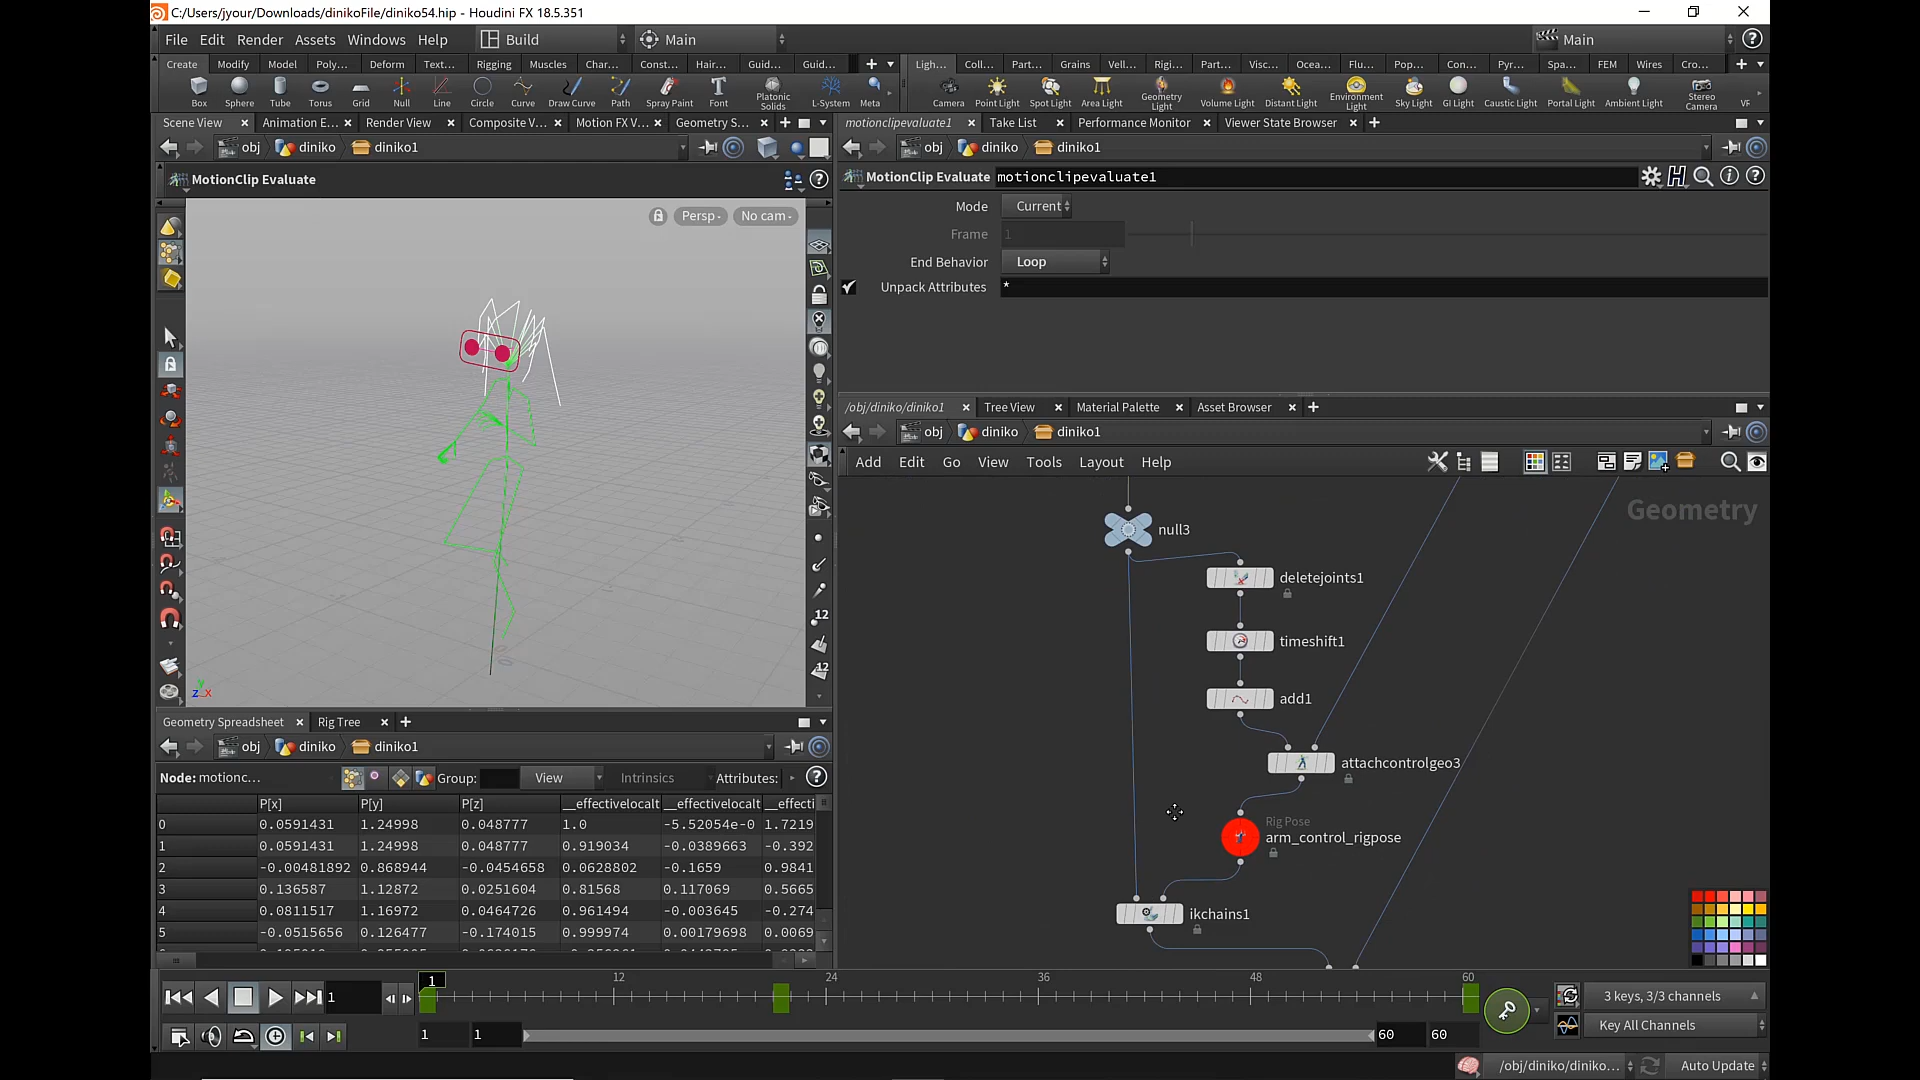 C:/Users/jyour/Downloads/dinikoFile/diniko54.hip - Houdini FX 18.5.351
File Edit Render Assets Windows Help Build Main Main
Create Modify Model Poly... Deform Text... Rigging Muscles Char... Const... Hair... Guid... Guid...
Ligh... Coll... Part... Grains Vell... Rigi... Part... Visc... Ocea... Flu... Pop... Con... Pyr... Spa... FEM Wires Cro...
Box Sphere Tube Torus Grid Null Line Circle Curve Draw Curve Path Spray Paint Font Platonic Solids L-System Meta
Camera Point Light Spot Light Area Light Geometry Light Volume Light Distant Light Environment Light Sky Light GI Light Caustic Light Portal Light Ambient Light Stereo Camera VF
Scene View Animation E... Render View Composite V... Motion FX V... Geometry S...
motionclipevaluate1 Take List Performance Monitor Viewer State Browser
obj diniko diniko1
obj diniko diniko1
MotionClip Evaluate
MotionClip Evaluate motionclipevaluate1
Persp No cam
Mode Current
Frame 1
End Behavior Loop
Unpack Attributes *
/obj/diniko/diniko1 Tree View Material Palette Asset Browser
obj diniko diniko1
Add Edit Go View Tools Layout Help
Geometry
null3
deletejoints1
timeshift1
add1
attachcontrolgeo3
Rig Pose
arm_control_rigpose
ikchains1
12
12
y
z x
Geometry Spreadsheet Rig Tree
obj diniko diniko1
Node: motionc... Group: View Intrinsics Attributes:
P[x] P[y] P[z] __effectivelocalt __effectivelocalt __effecti
0 0.0591431 1.24998 0.048777 1.0 -5.52054e-0 1.7219
1 0.0591431 1.24998 0.048777 0.919034 -0.0389663 -0.392
2 -0.00481892 0.868944 -0.0454658 0.0628802 -0.1659 0.9841
3 0.136587 1.12872 0.0251604 0.81568 0.117069 0.5665
4 0.0811517 1.16972 0.0464726 0.961494 -0.003645 -0.274
5 -0.0515656 0.126477 -0.174015 0.999974 0.00179698 0.0069
1 12 24 36 48 60
1
3 keys, 3/3 channels
1 1 60 60
Key All Channels
/obj/diniko/diniko... Auto Update